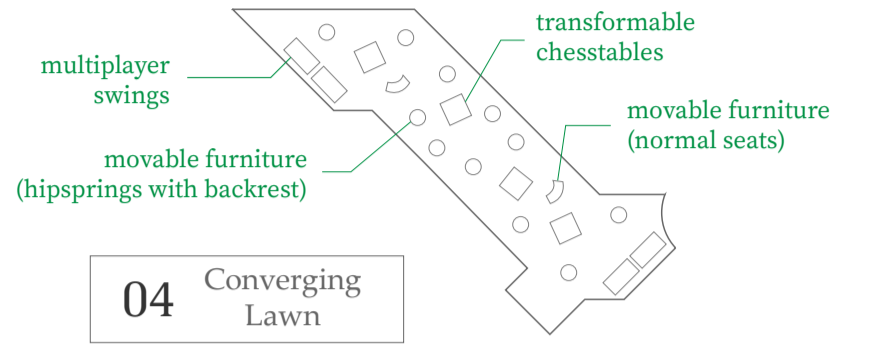 transformable
chesstables
multiplayer
swings
movable furniture
(normal seats)
movable furniture
(hipsprings with backrest)
04
Converging
Lawn